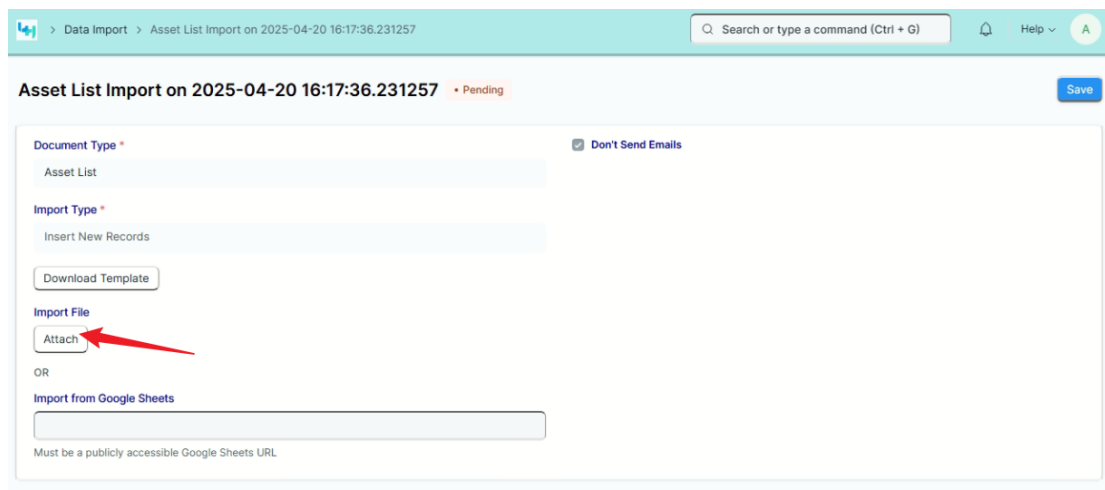 > Data Import > Asset List Import on 2025-04-20 16:17:36.231257
Search or type a command (Ctrl + G)
Help
A
Asset List Import on 2025-04-20 16:17:36.231257
• Pending
Save
Document Type *
Don't Send Emails
Asset List
Import Type *
Insert New Records
Download Template
Import File
Attach
OR
Import from Google Sheets
Must be a publicly accessible Google Sheets URL